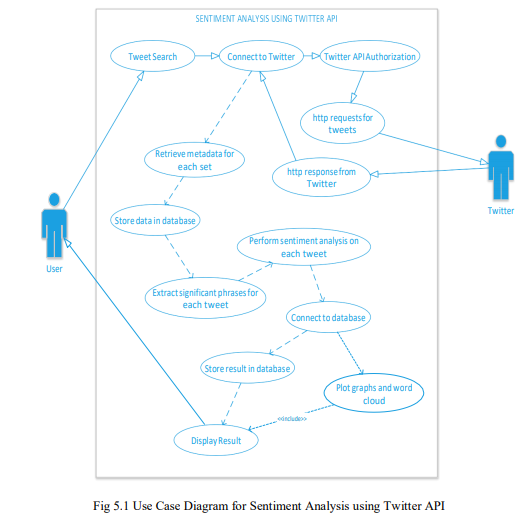 SENTIMENT ANALYSIS USING TWITTER API
Tweet Search
Connect to Twitter
Twitter API Authorization
http requests for
tweets
Retrieve metadata for
each set
http response from
Twitter
Twitter
Store data in database
User
Perform sentiment analysis on
each tweet
Extract significant phrases for
each tweet
Connect to database
Store result in database
Plot graphs and word
cloud
<<include>>
Display Result
Fig 5.1 Use Case Diagram for Sentiment Analysis using Twitter API